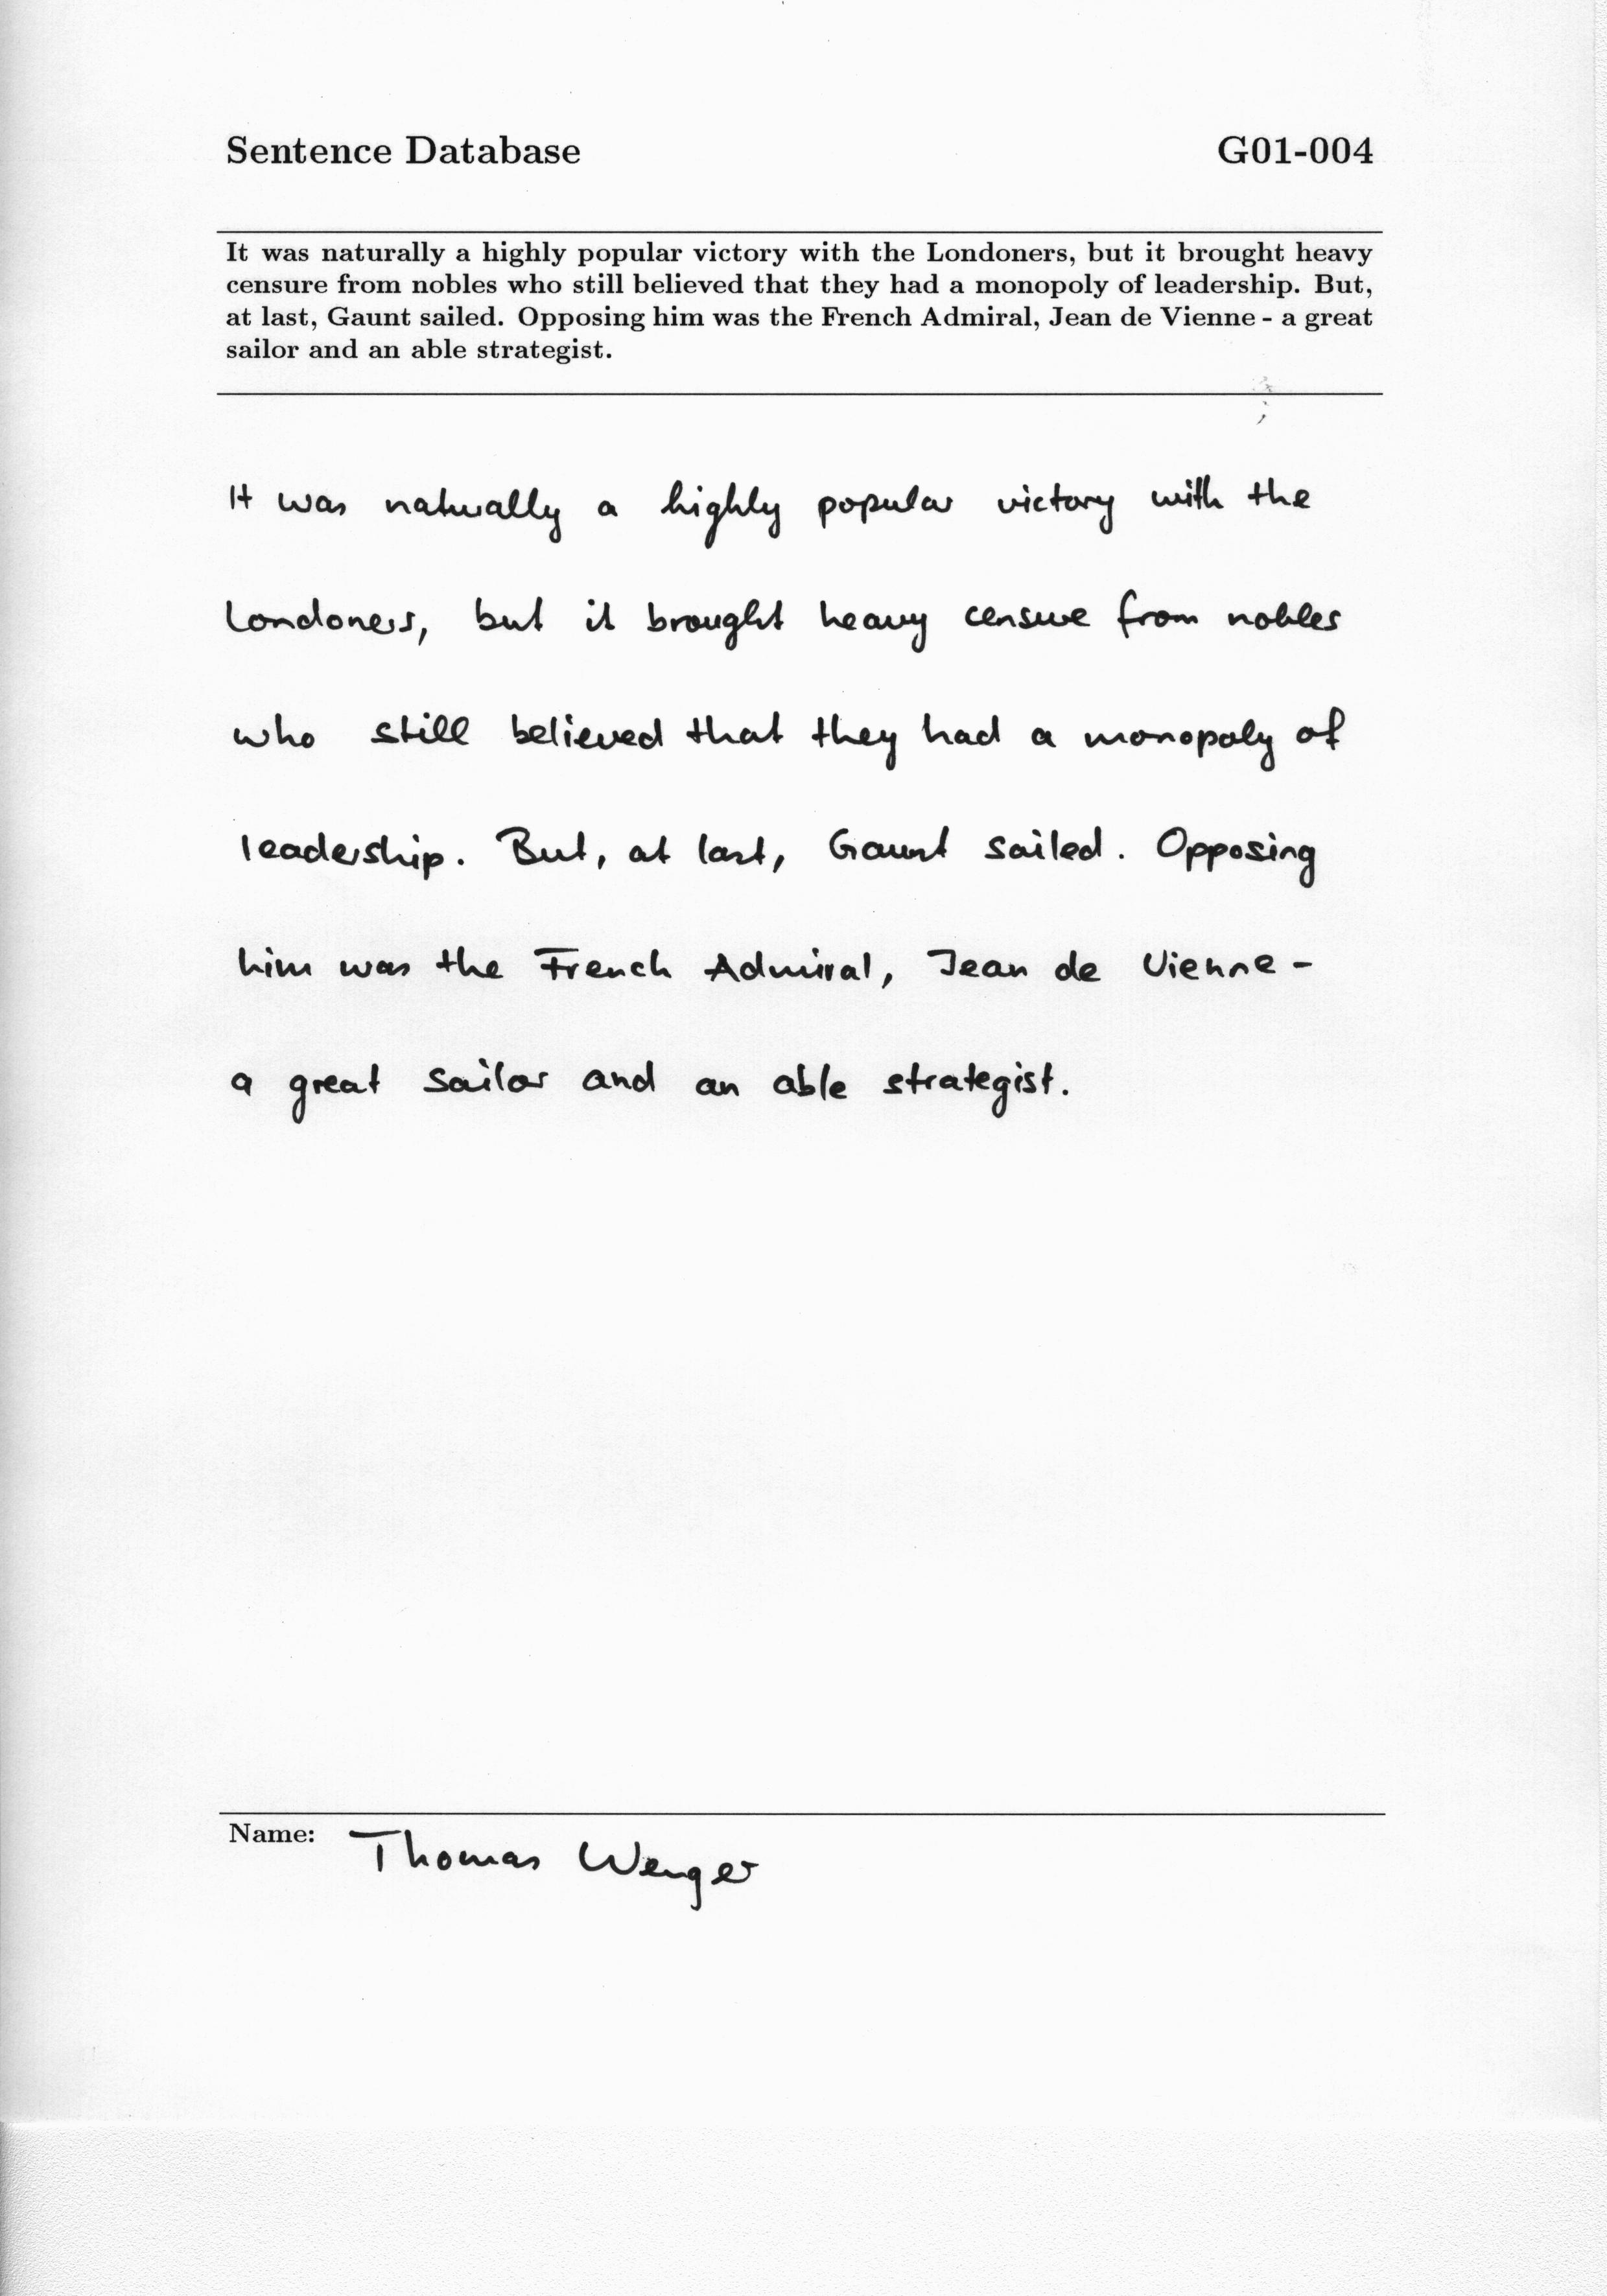 Sentence Database G01-004
It was naturally a highly popular victory with the Londoners, but it brought heavy
censure from nobles who still believed that they had a monopoly of leadership. But,
at last, Gaunt sailed. Opposing him was the French Admiral, Jean de Vienne - a great
sailor and an able strategist.
It was naturally a highly popular victory with the
Londoners, but it brought heavy censure from nobles
who still believed that they had a monopoly of
leadership. But, at last, Gaunt sailed. Opposing
him was the French Admiral, Jean de Vienne -
a great sailor and an able strategist.
Name: Thomas Wenger